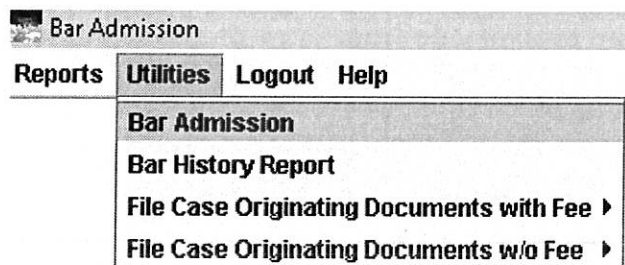 Bar Admission
Reports Utilities Logout Help
Bar Admission
Bar History Report
File Case Originating Documents with Fee
File Case Originating Documents w/o Fee